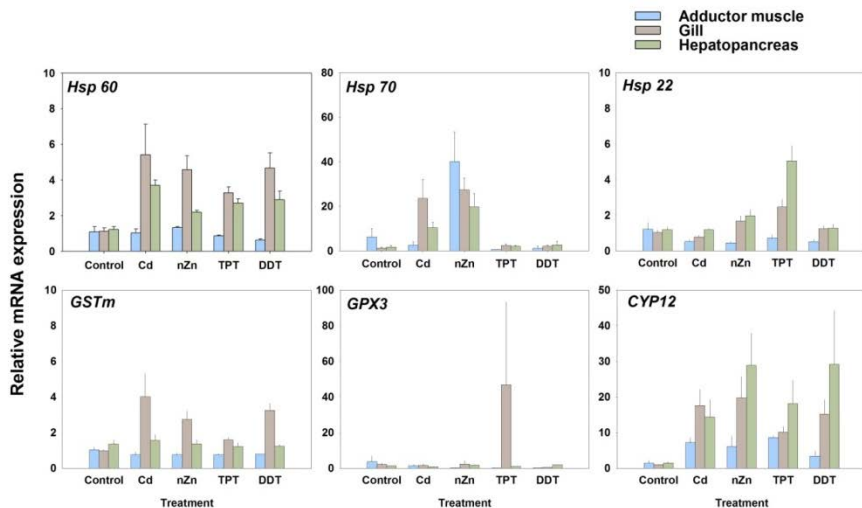 Adductor muscle
Gill
Hepatopancreas
Relative mRNA expression
Hsp 60
10
8
6
4
2
0
Control Cd nZn TPT DDT
Hsp 70
80
60
40
20
0
Control Cd nZn TPT DDT
Hsp 22
10
8
6
4
2
0
Control Cd nZn TPT DDT
GSTm
10
8
6
4
2
0
Control Cd nZn TPT DDT
Treatment
GPX3
100
80
60
40
20
0
Control Cd nZn TPT DDT
Treatment
CYP12
50
40
30
20
10
0
Control Cd nZn TPT DDT
Treatment